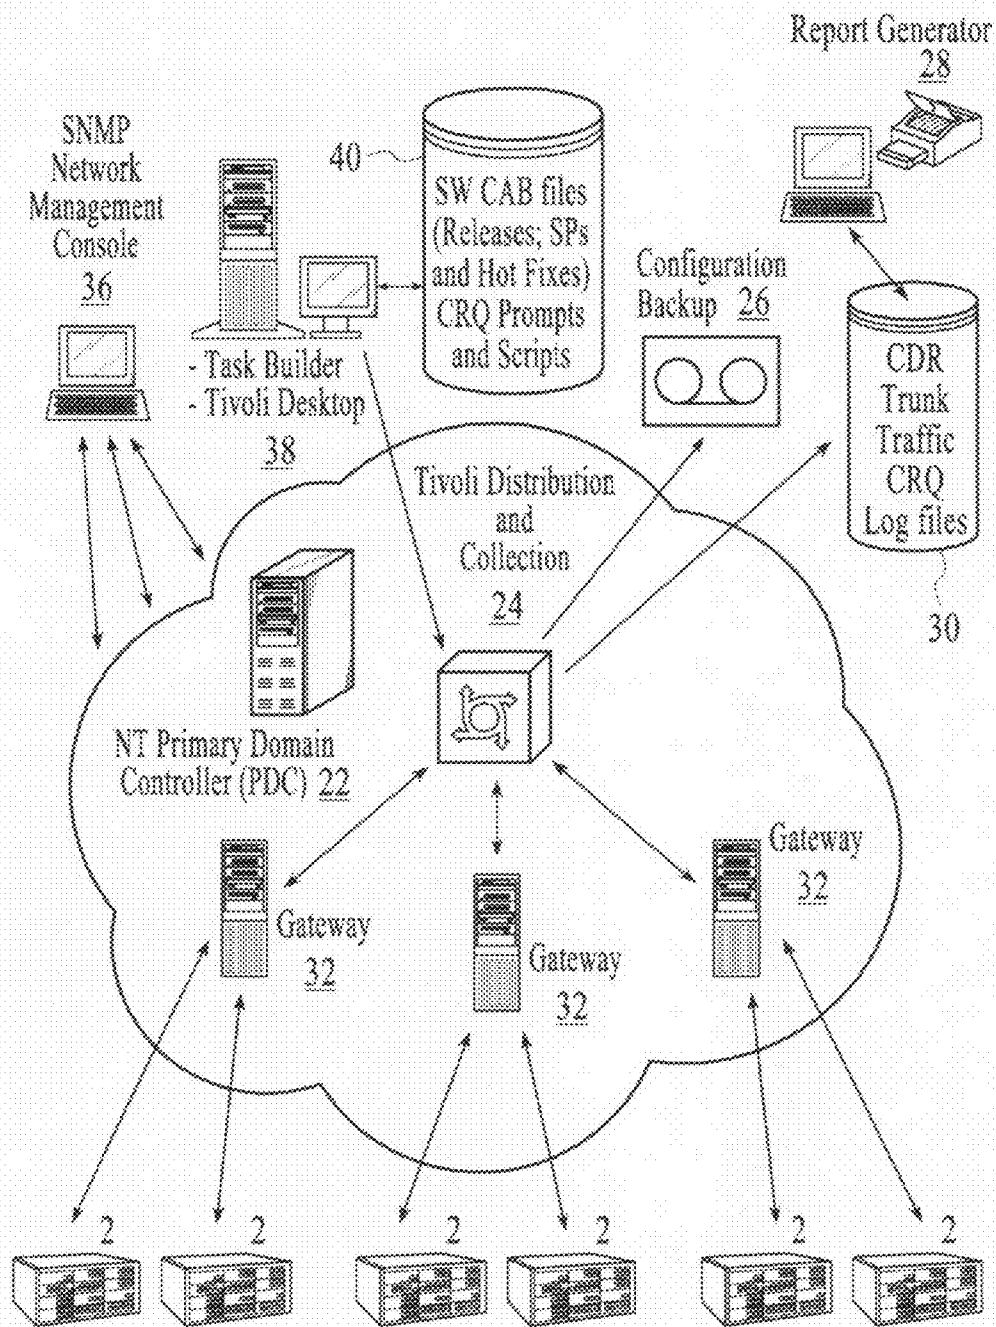 Report Generator
28
SNMP
Network
Management
Console
36
40
SW CAB files
(Releases; SPs
and Hot Fixes)
CRQ Prompts
and Scripts
Configuration
Backup 26
- Task Builder
- Tivoli Desktop
38
CDR
Trunk
Traffic
CRQ
Log files
30
Tivoli Distribution
and
Collection
24
NT Primary Domain
Controller (PDC) 22
Gateway
32
Gateway
32
Gateway
32
2
2
2
2
2
2